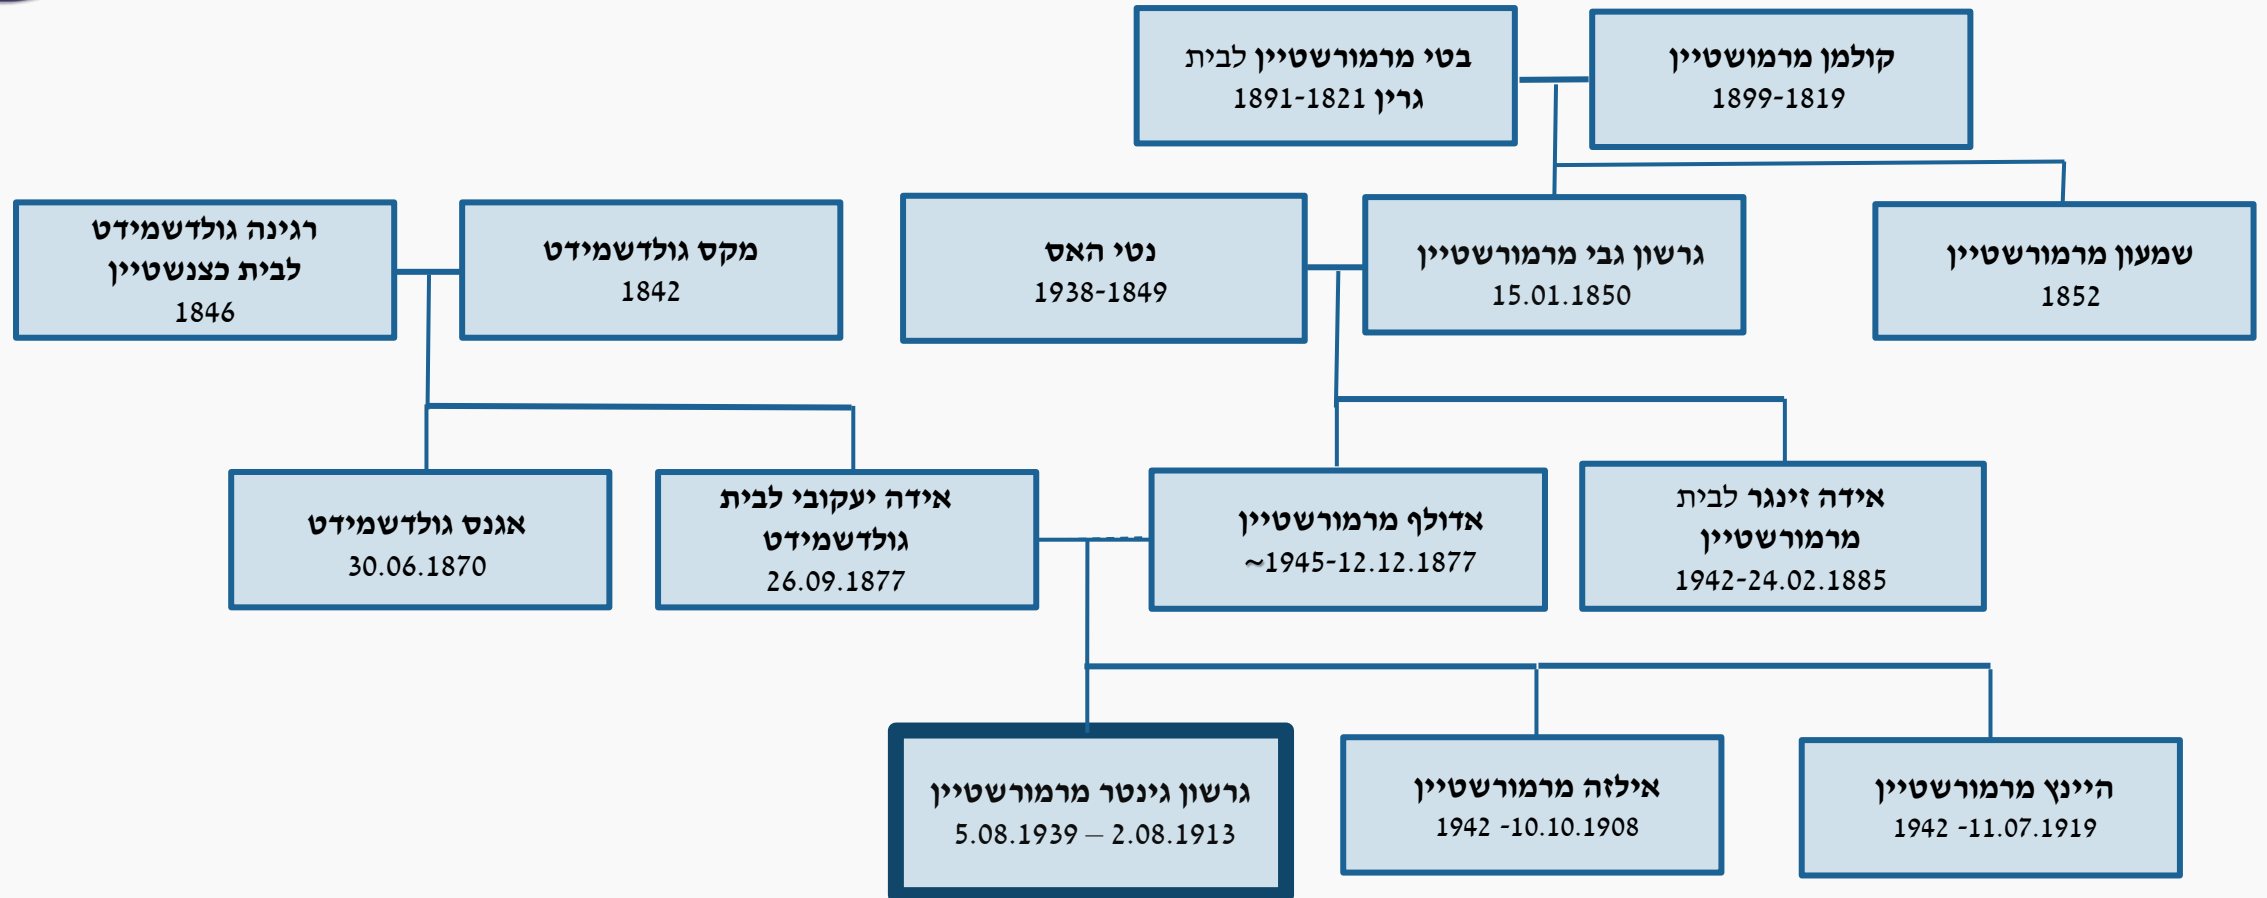 קולמן מרמושטיין
1899-1819
בטי מרמורשטיין לבית
גרין 1891-1821
שמעון מרמורשטיין
1852
גרשון גבי מרמורשטיין
15.01.1850
נטי האס
1938-1849
מקס גולדשמידט
1842
רגינה גולדשמידט
לבית כצנשטיין
1846
אידה זינגר לבית
מרמורשטיין
1942-24.02.1885
אדולף מרמורשטיין
~1945-12.12.1877
אידה יעקובי לבית
גולדשמידט
26.09.1877
אגנס גולדשמידט
30.06.1870
היינץ מרמורשטיין
1942 -11.07.1919
אילזה מרמורשטיין
1942 -10.10.1908
גרשון גינטר מרמורשטיין
5.08.1939 – 2.08.1913